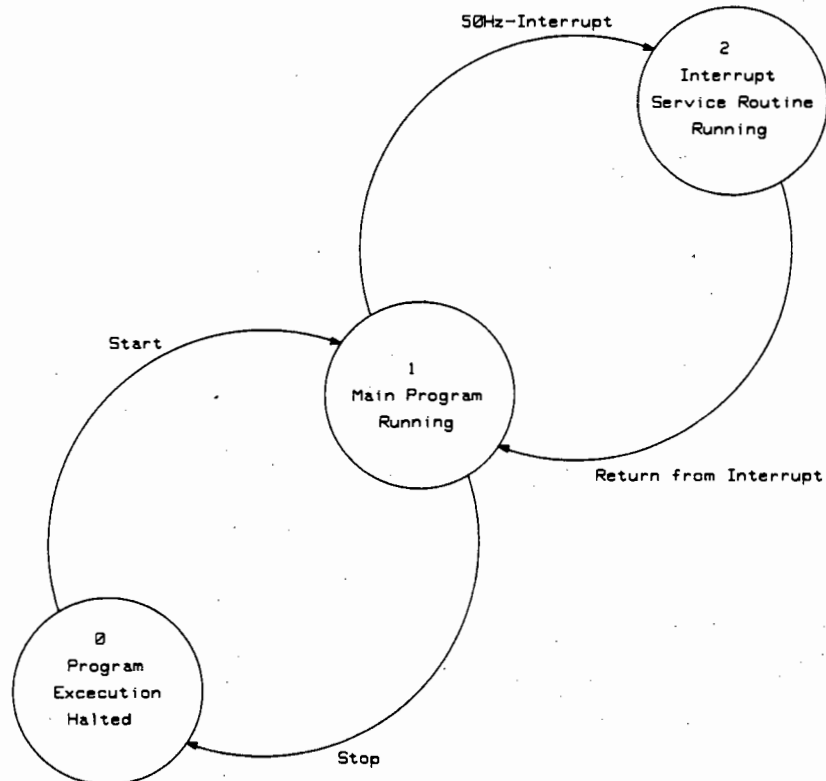 50Hz-Interrupt
2
Interrupt
Service Routine
Running
Start
1
Main Program
Running
Return from Interrupt
0
Program
Excecution
Halted
Stop